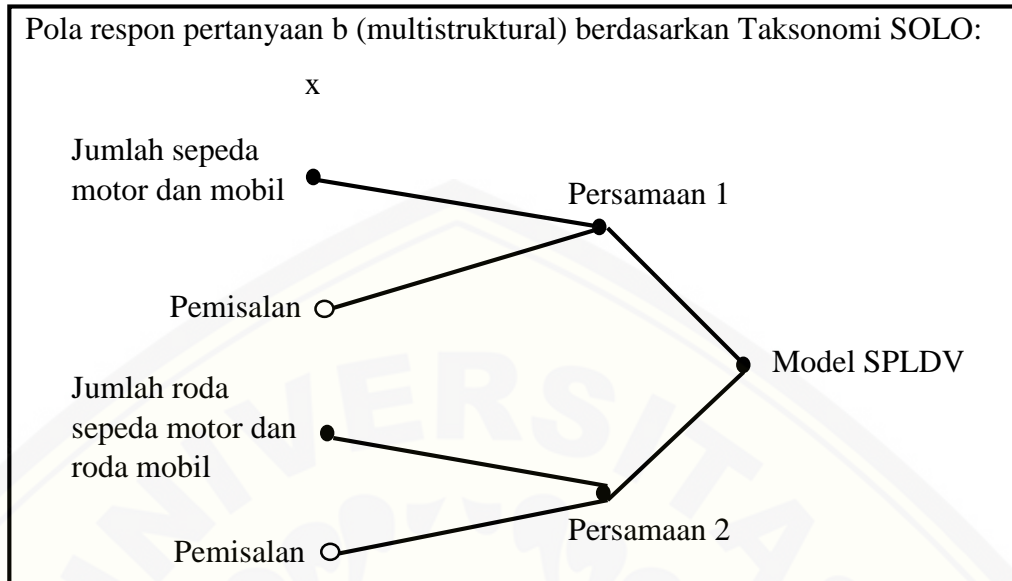 Pola respon pertanyaan b (multistruktural) berdasarkan Taksonomi SOLO:
x
Jumlah sepeda
motor dan mobil
Persamaan 1
Pemisalan
Model SPLDV
Jumlah roda
sepeda motor dan
roda mobil
Persamaan 2
Pemisalan